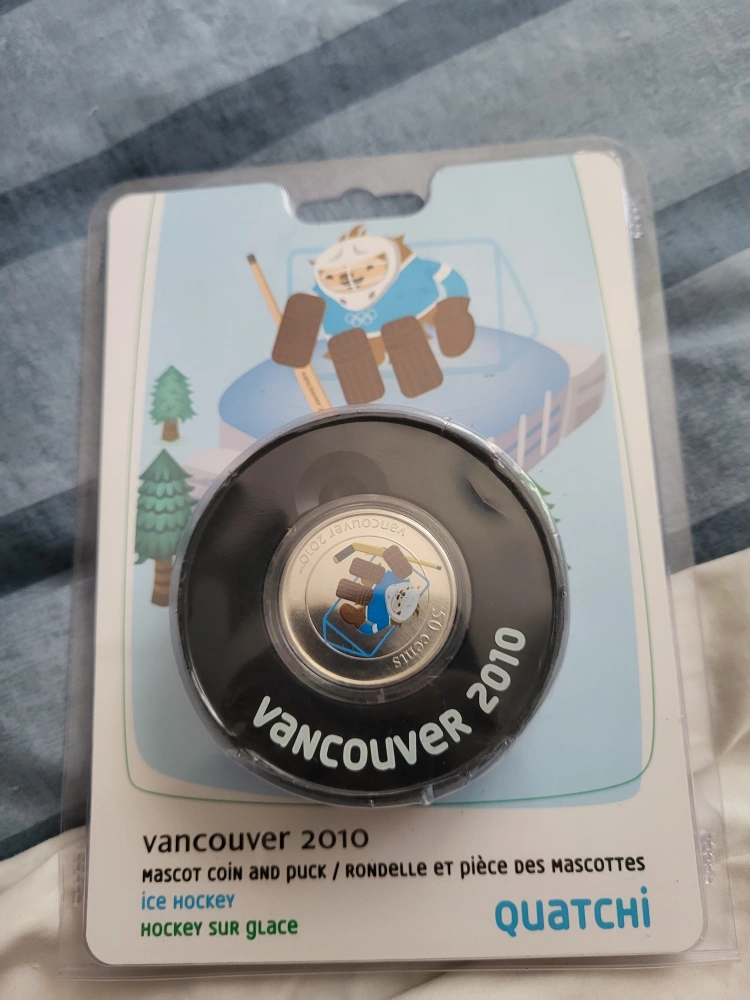 vancouver 2010™
50 cents
vancouver 2010
vancouver 2010
mascot coin and puck / rondelle et pièce des mascottes
ice hockey
hockey sur glace
Quatchi